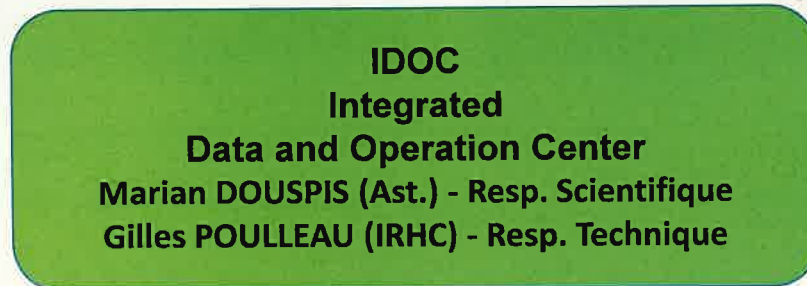 IDOC
Integrated
Data and Operation Center
Marian DOUSPIS (Ast.) - Resp. Scientifique
Gilles POULLEAU (IRHC) - Resp. Technique